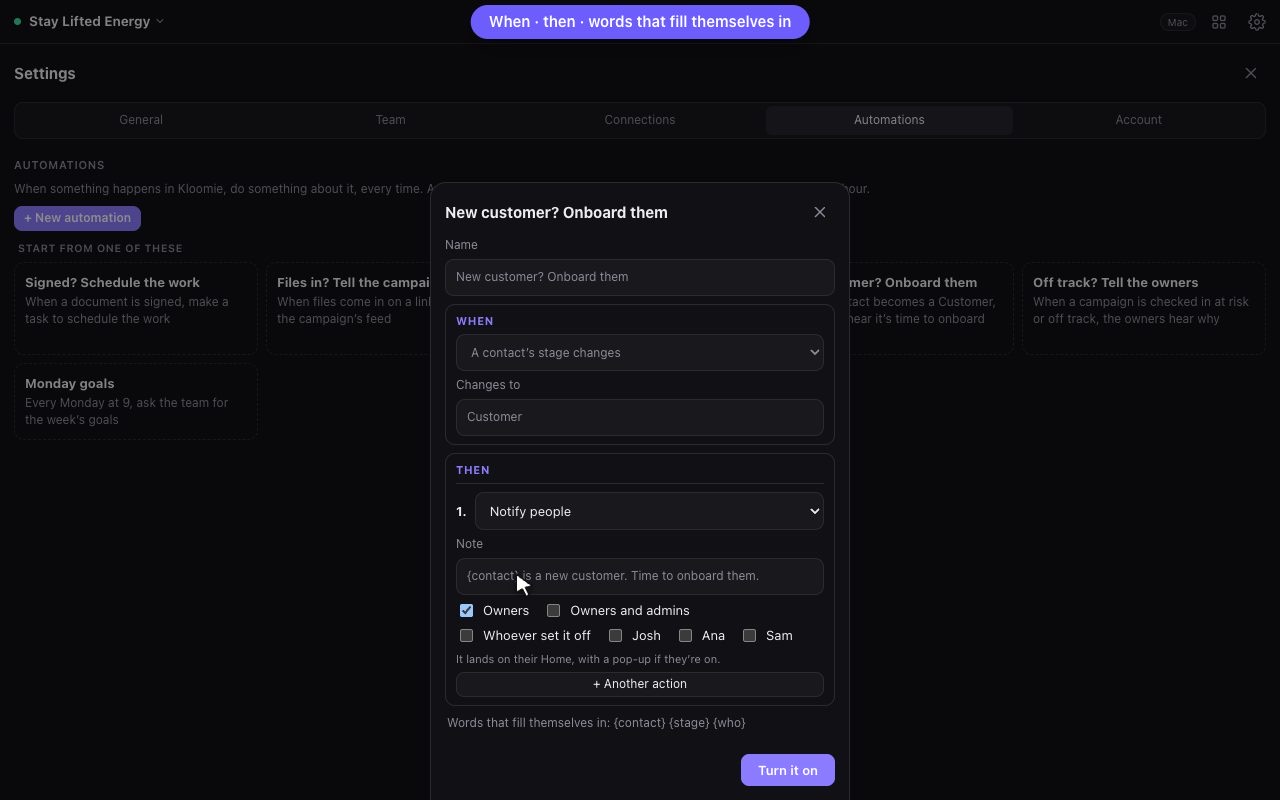 Stay Lifted Energy
When · then · words that fill themselves in
Mac
Settings
General
Team
Connections
Automations
Account
AUTOMATIONS
When something happens in Kloomie, do something about it, every time.
+ New automation
START FROM ONE OF THESE
Signed? Schedule the work
When a document is signed, make a
task to schedule the work
Files in? Tell the campai
When files come in on a lin
the campaign's feed
mer? Onboard them
tact becomes a Customer,
hear it's time to onboard
Off track? Tell the owners
When a campaign is checked in at risk
or off track, the owners hear why
Monday goals
Every Monday at 9, ask the team for
the week's goals
New customer? Onboard them
Name
New customer? Onboard them
WHEN
A contact's stage changes
Changes to
Customer
THEN
1. Notify people
Note
{contact} is a new customer. Time to onboard them.
Owners
Owners and admins
Whoever set it off
Josh
Ana
Sam
It lands on their Home, with a pop-up if they're on.
+ Another action
Words that fill themselves in: {contact} {stage} {who}
Turn it on